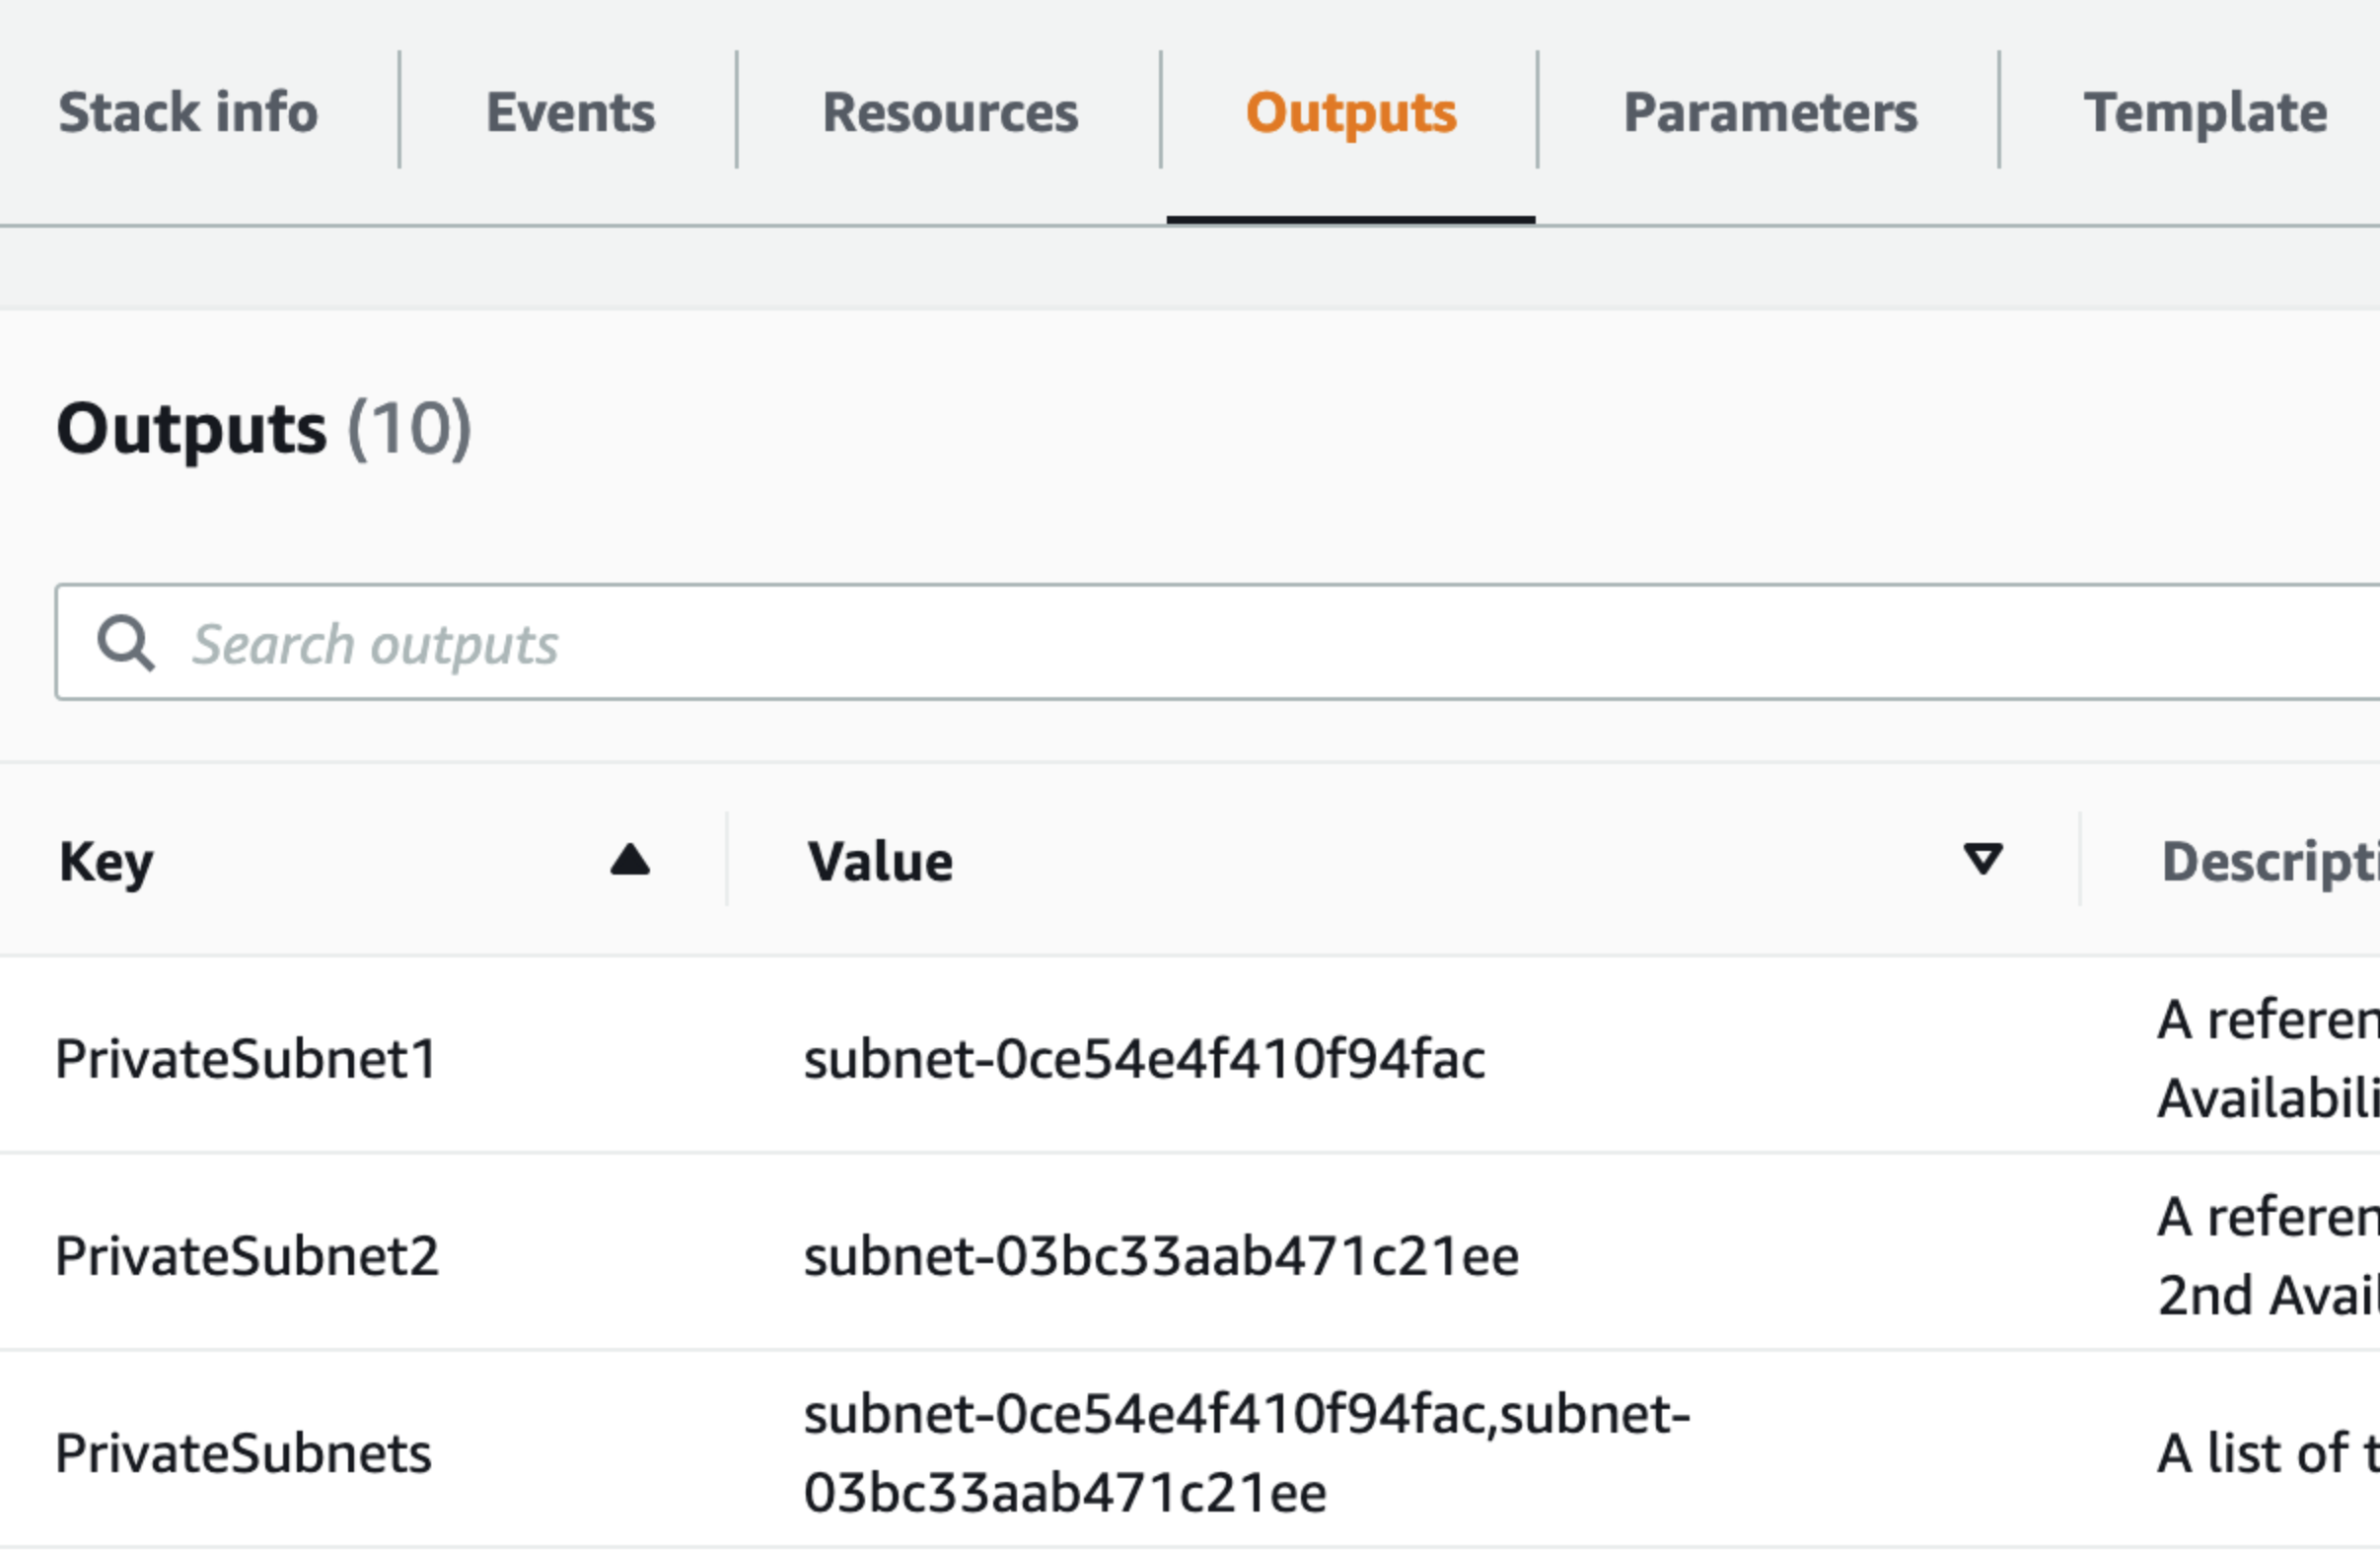 Stack info Events Resources Outputs Parameters Template
Outputs (10)
Search outputs
Key Value Descripti
PrivateSubnet1 subnet-0ce54e4f410f94fac A referen
Availabili
PrivateSubnet2 subnet-03bc33aab471c21ee A referen
2nd Avail
PrivateSubnets subnet-0ce54e4f410f94fac,subnet-
03bc33aab471c21ee A list of t